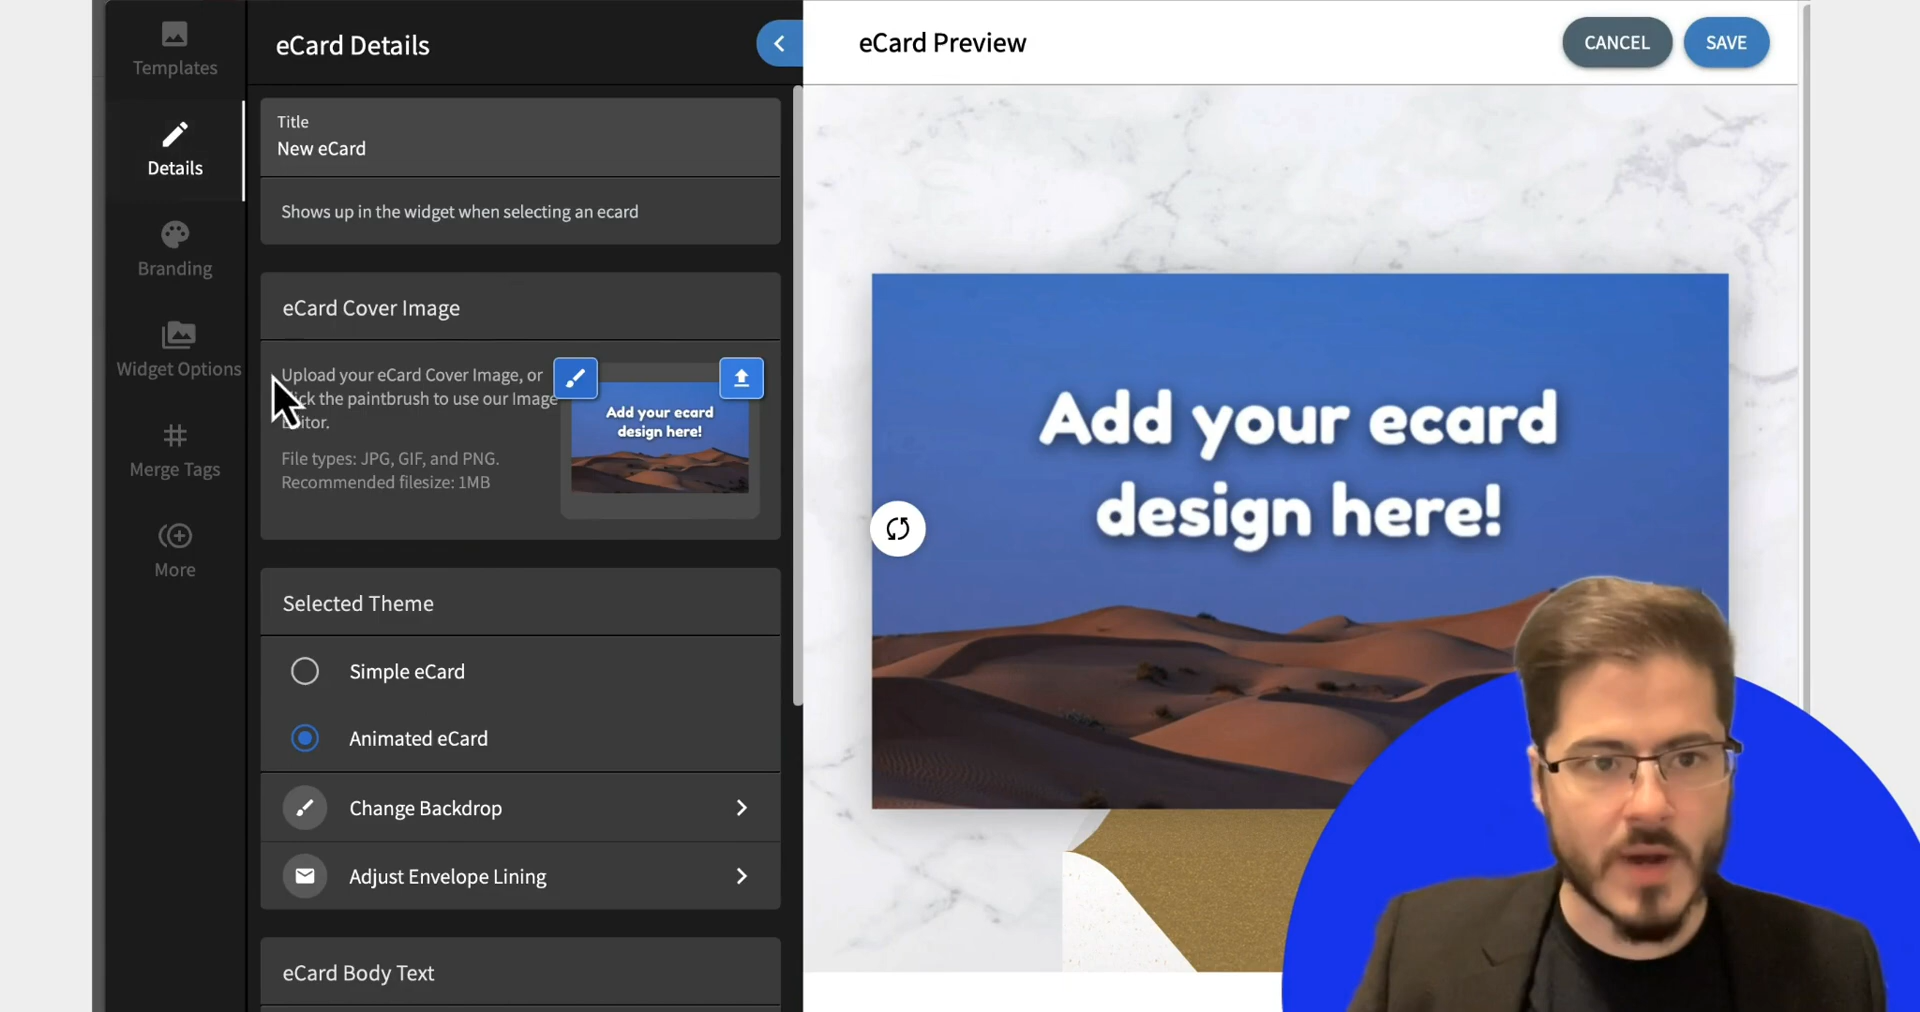 Templates
Details
Branding
Widget Options
Merge Tags
More
eCard Details
Title
New eCard
Shows up in the widget when selecting an ecard
eCard Cover Image
Upload your eCard Cover Image, or
the paintbrush to use our Image
File types: JPG, GIF, and PNG.
Recommended filesize: 1MB
Add your ecard
design here!
Selected Theme
Simple eCard
Animated eCard
Change Backdrop
Adjust Envelope Lining
eCard Body Text
eCard Preview
CANCEL
SAVE
Add your ecard
design here!